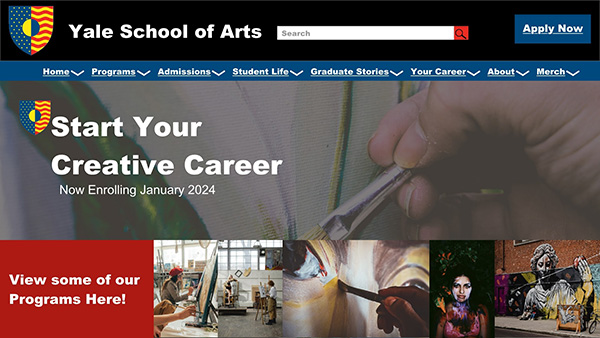 Yale School of Arts
Search
Apply Now
Home
Programs
Admissions
Student Life
Graduate Stories
Your Career
About
Merch
Start Your
Creative Career
Now Enrolling January 2024
View some of our
Programs Here!